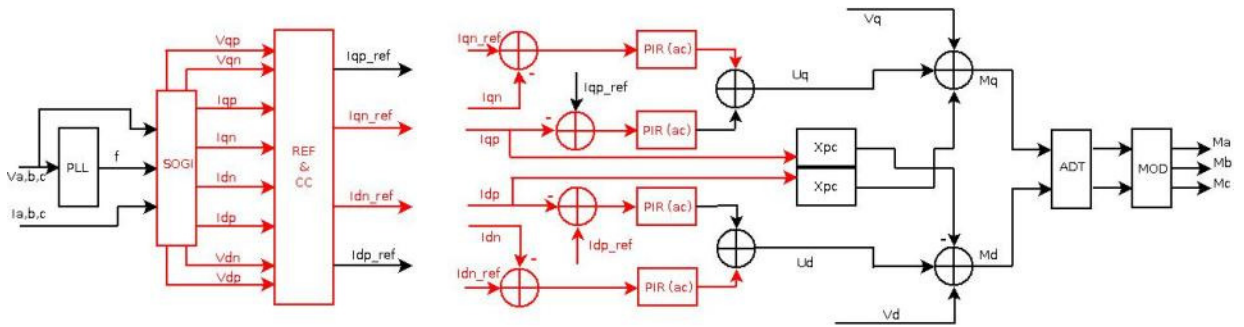 Vqp
Vqn
Iqp
Iqn
Idn
Idp
Vdn
Vdp
PLL
f
SOGI
Va,b,c
Ia,b,c
REF
&
CC
Iqp_ref
Iqn_ref
Idn_ref
Idp_ref
Iqn_ref
-
PIR (ac)
Iqn
Iqp_ref
-
PIR (ac)
Iqp
Uq
Vq
Mq
Xpc
Xpc
Idp
-
PIR (ac)
Idn
Idp_ref
-
Idn_ref
PIR (ac)
Ud
-
Md
Vd
ADT
MOD
Ma
Mb
Mc